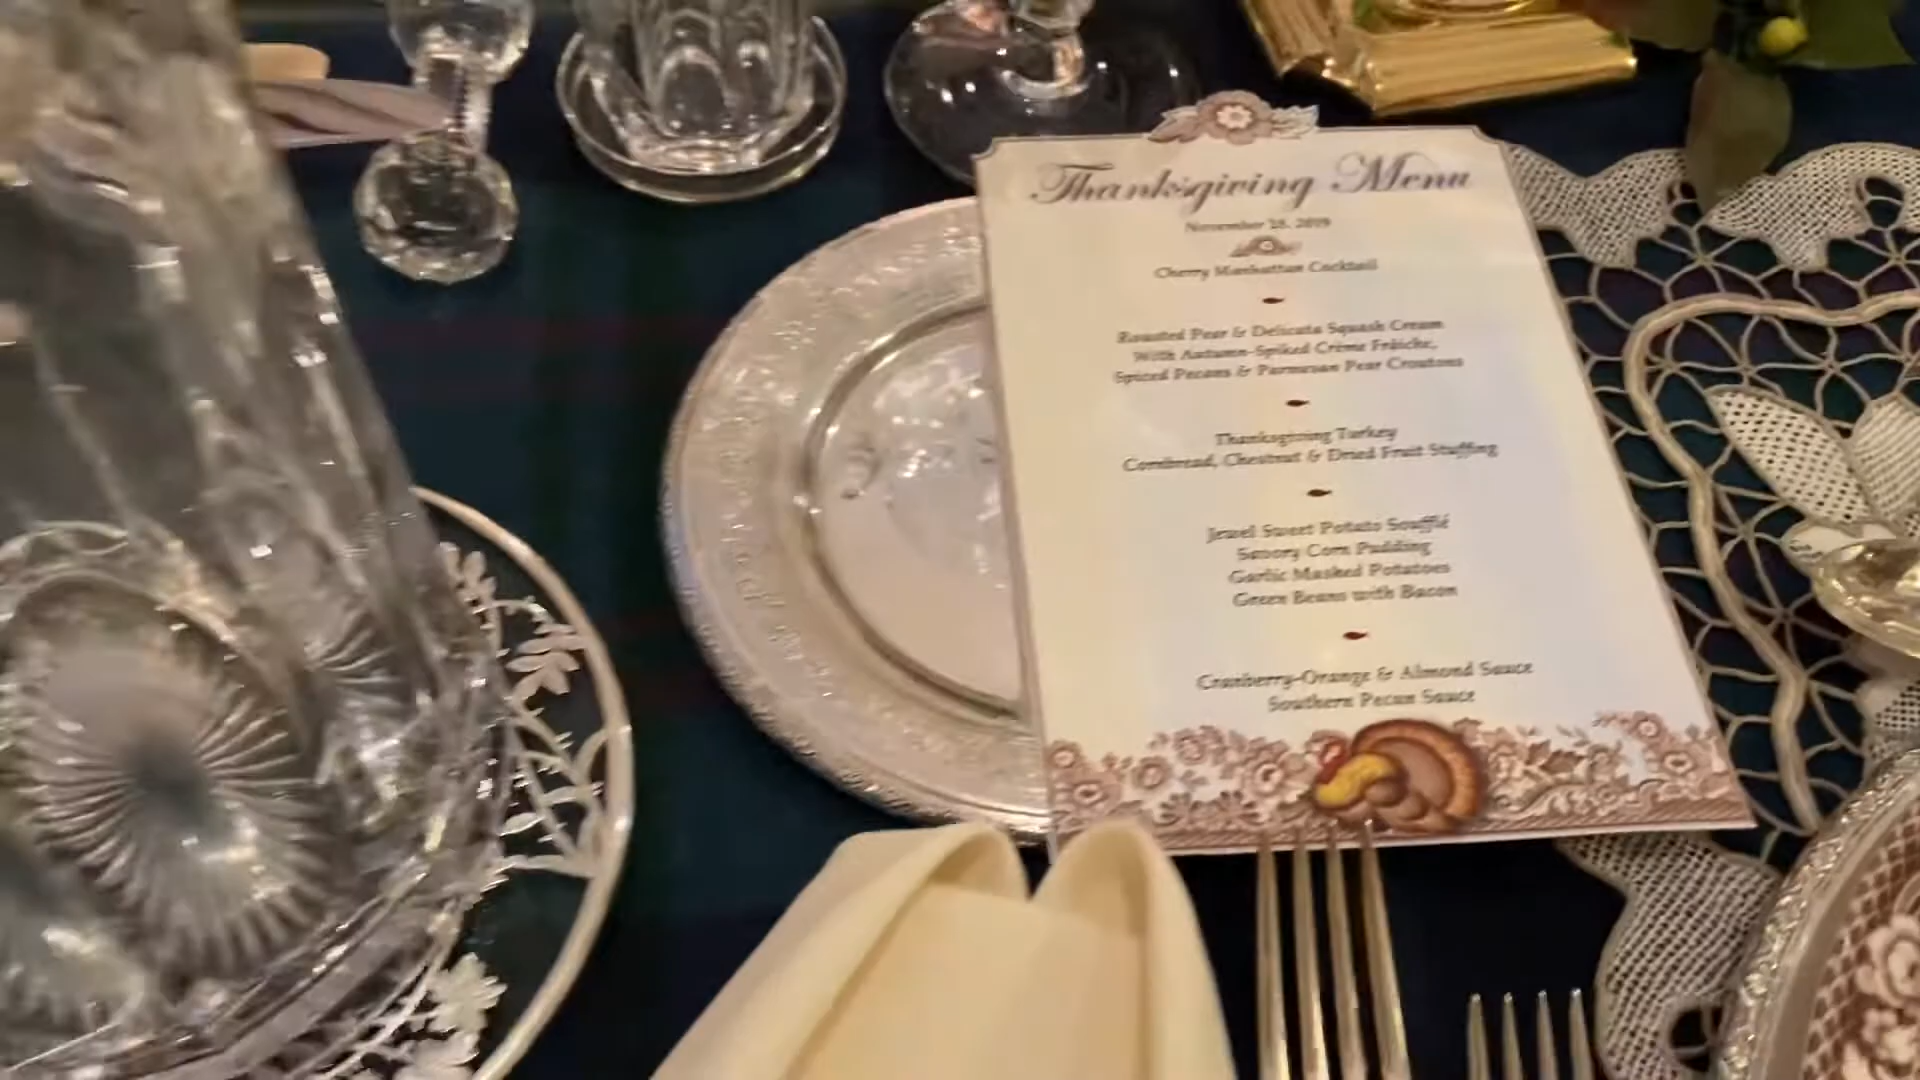 Thanksgiving Menu
November 28, 2019
Cherry Manhattan Cocktail
Roasted Pear & Delicata Squash Cream
With Autumn-Spiked Crème Fraîche,
Spiced Pecans & Parmesan Pear Croutons
Thanksgiving Turkey
Cornbread, Chestnut & Dried Fruit Stuffing
Jewel Sweet Potato Soufflé
Savory Corn Pudding
Garlic Mashed Potatoes
Green Beans with Bacon
Cranberry-Orange & Almond Sauce
Southern Pecan Sauce